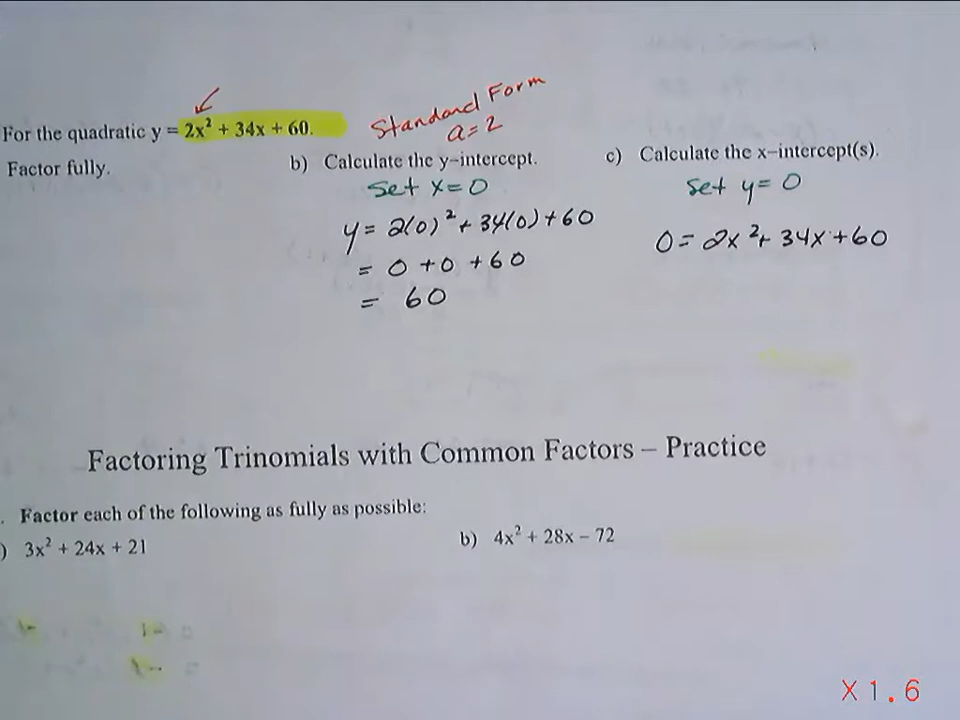 Standard Form
a = 2
For the quadratic y = 2x² + 34x + 60.
Factor fully.
b) Calculate the y-intercept.
Set x=0
y = 2(0)² + 34(0) + 60
= 0 + 0 + 60
= 60
c) Calculate the x-intercept(s).
Set y = 0
0 = 2x² + 34x + 60
Factoring Trinomials with Common Factors – Practice
. Factor each of the following as fully as possible:
) 3x² + 24x + 21
b) 4x² + 28x – 72
X1.6